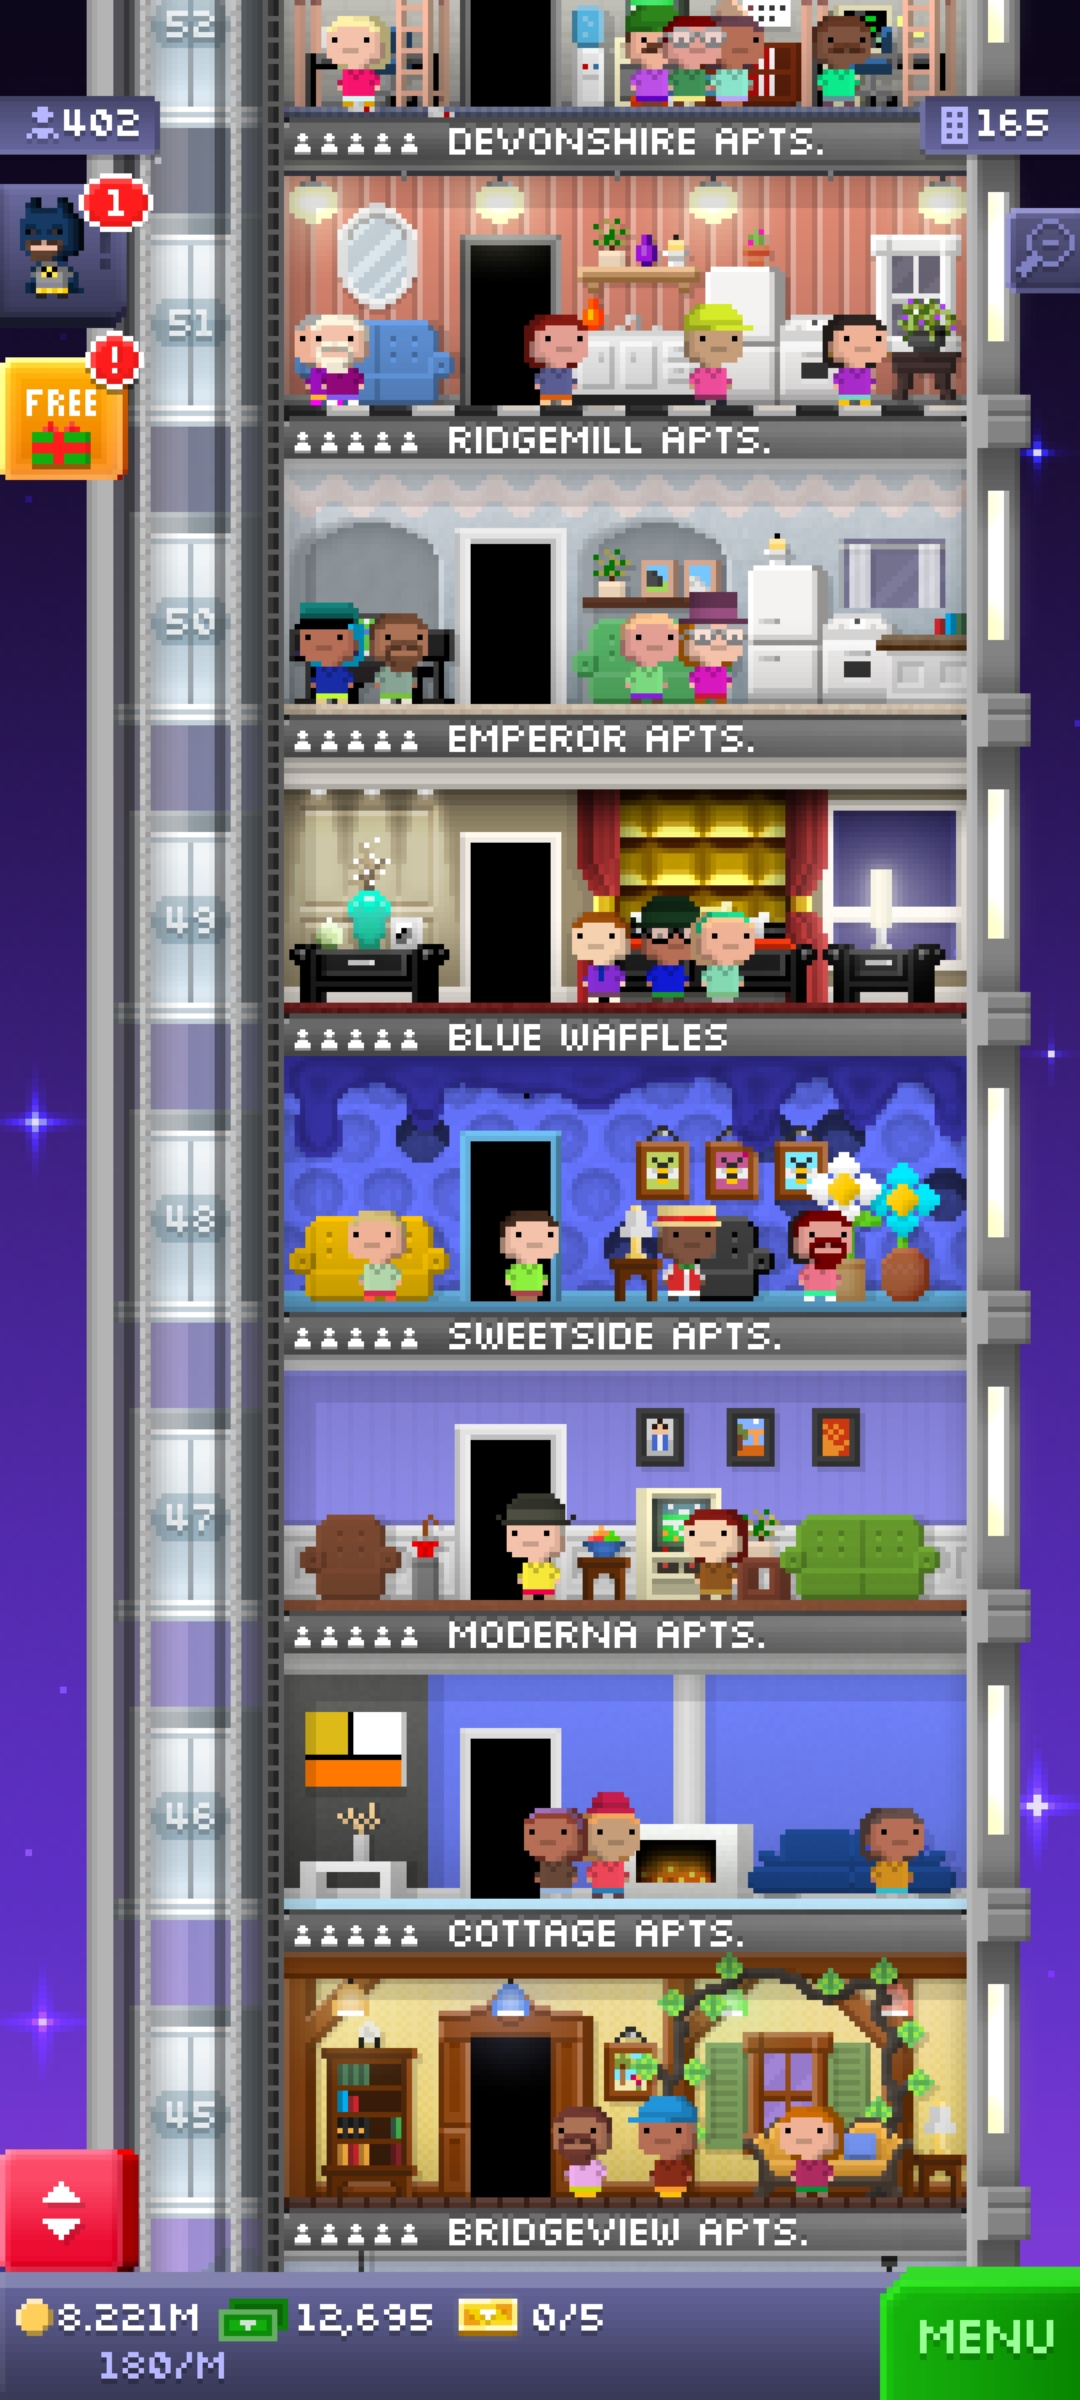 52
402
165
DEVONSHIRE APTS.
1
51
!
FREE
RIDGEMILL APTS.
50
EMPEROR APTS.
49
BLUE WAFFLES
48
SWEETSIDE APTS.
47
MODERNA APTS.
46
COTTAGE APTS.
45
BRIDGEVIEW APTS.
8.221M 12,695 0/5
180/M
MENU